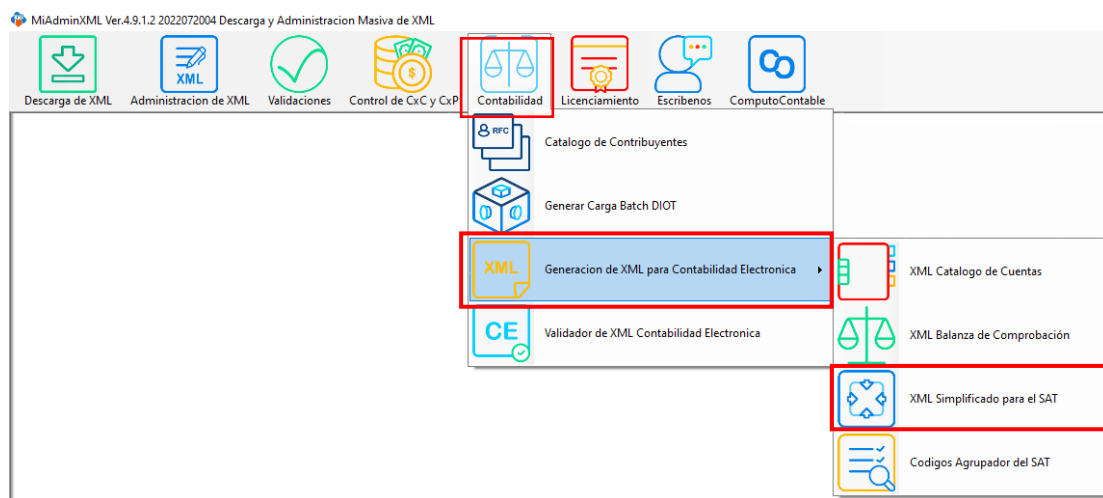 MiAdminXML Ver.4.9.1.2 2022072004 Descarga y Administracion Masiva de XML
XML
Descarga de XML
Administracion de XML
Validaciones
$
Control de CxC y CxP
Contabilidad
Licenciamiento
Escribenos
ComputoContable
RFC
Catalogo de Contribuyentes
Generar Carga Batch DIOT
XML
Generacion de XML para Contabilidad Electronica
CE
Validador de XML Contabilidad Electronica
XML Catalogo de Cuentas
XML Balanza de Comprobación
XML Simplificado para el SAT
Codigos Agrupador del SAT